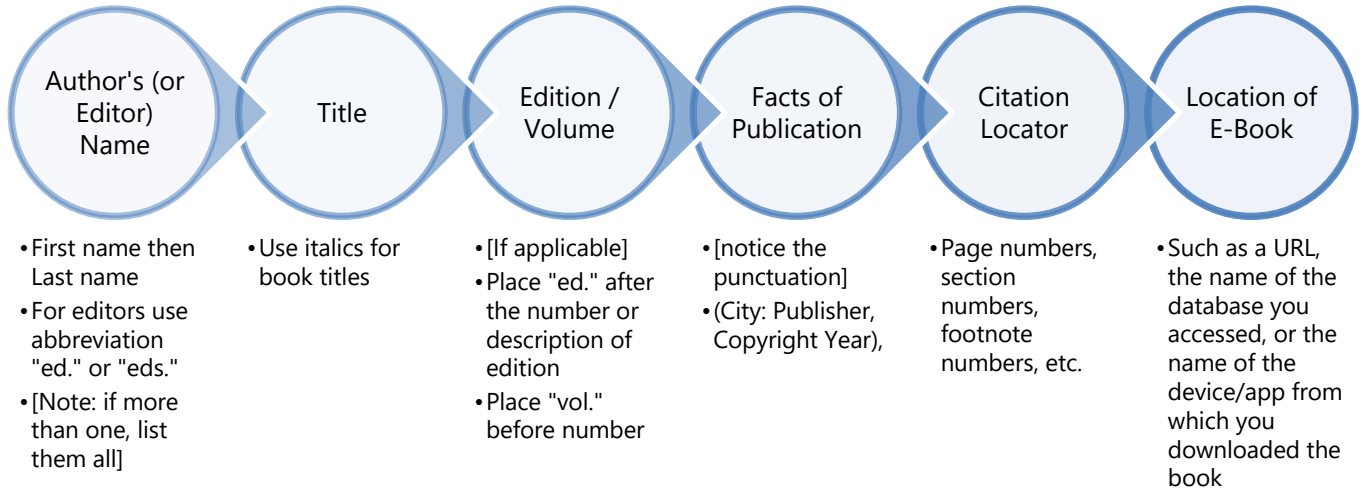 Author's (or
Editor)
Name
Title
Edition /
Volume
Facts of
Publication
Citation
Locator
Location of
E-Book
•First name then
Last name
•For editors use
abbreviation
"ed." or "eds."
•[Note: if more
than one, list
them all]
•Use italics for
book titles
•[If applicable]
•Place "ed." after
the number or
description of
edition
•Place "vol."
before number
•[notice the
punctuation]
•(City: Publisher,
Copyright Year),
•Page numbers,
section
numbers,
footnote
numbers, etc.
•Such as a URL,
the name of the
database you
accessed, or the
name of the
device/app from
which you
downloaded the
book